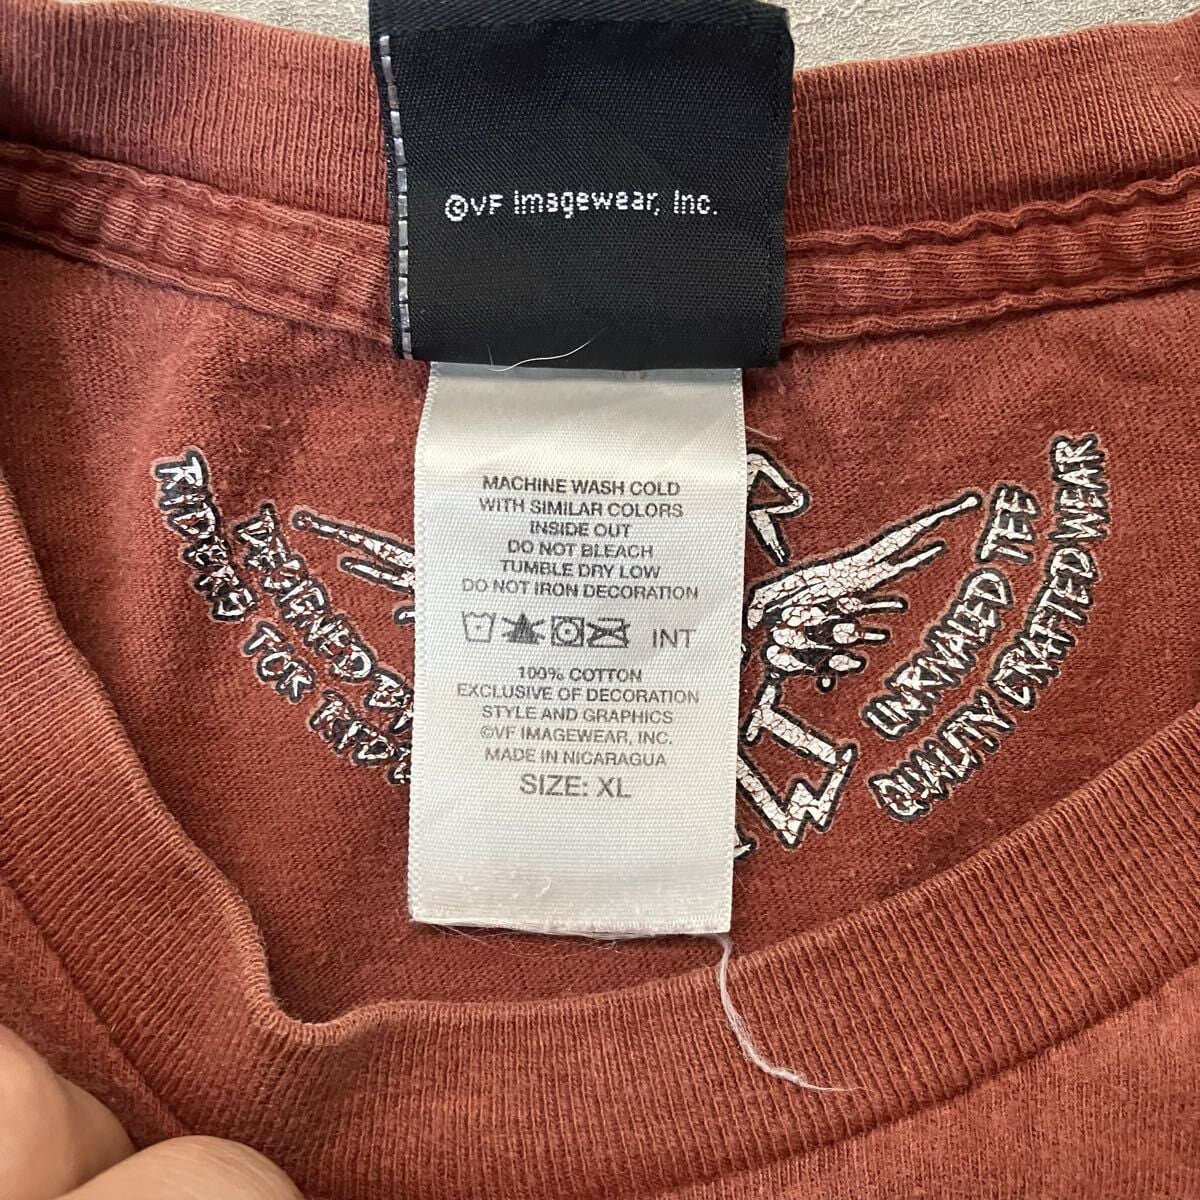 ©VF Imagewear, Inc.
MACHINE WASH COLD
WITH SIMILAR COLORS
INSIDE OUT
DO NOT BLEACH
TUMBLE DRY LOW
DO NOT IRON DECORATION
INT
100% COTTON
EXCLUSIVE OF DECORATION
STYLE AND GRAPHICS
©VF IMAGEWEAR, INC.
MADE IN NICARAGUA
SIZE: XL
DESIGNED
RIDERS FOR
UNRIVALED TEE
QUALITY CRAFTED WEAR